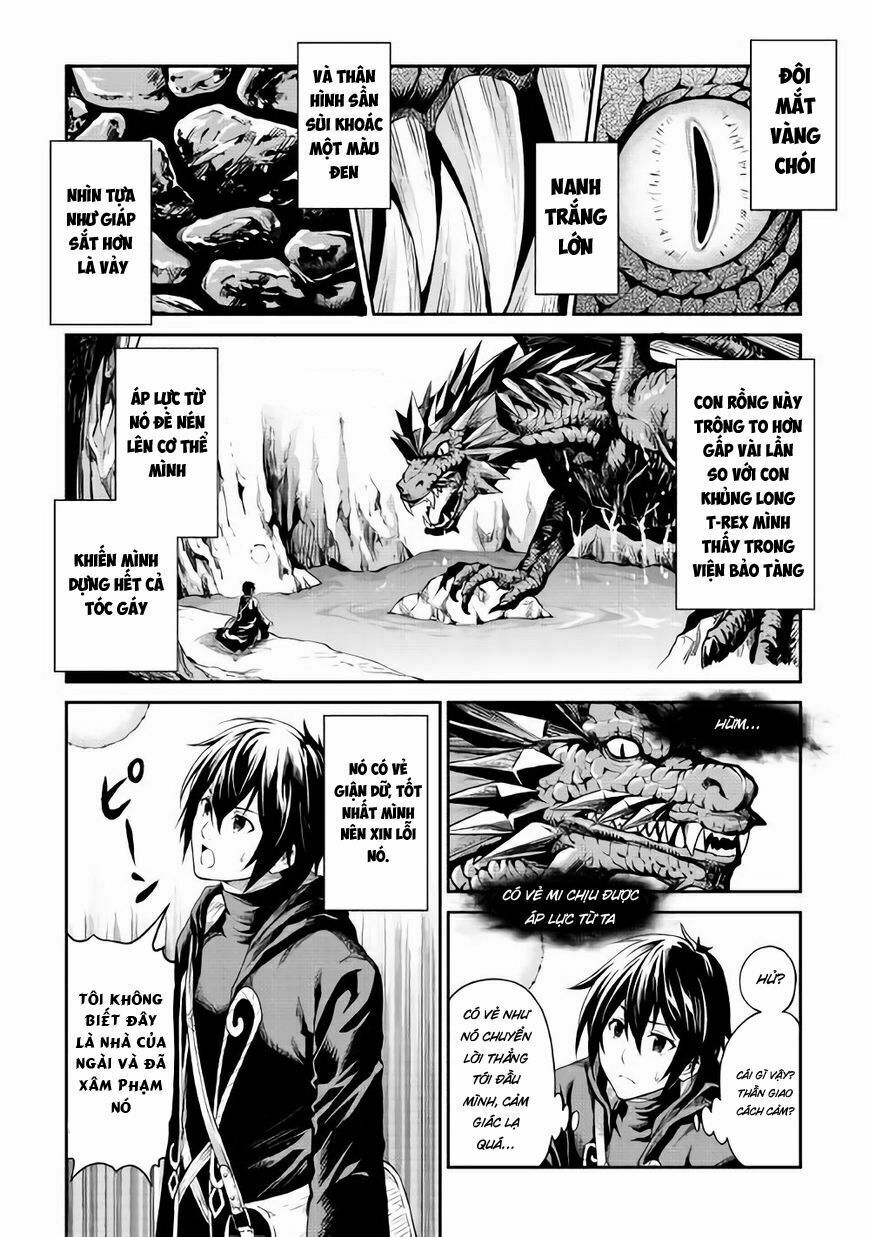 ĐÔI
MẮT
VÀNG
CHÓI
NANH
TRẮNG
LỚN
VÀ THÂN
HÌNH SẦN
SÙI KHOÁC
MỘT MÀU
ĐEN
NHÌN TỰA
NHƯ GIÁP
SẮT HƠN
LÀ VẢY
CON RỒNG NÀY
TRÔNG TO HƠN
GẤP VÀI LẦN
SO VỚI CON
KHỦNG LONG
T-REX MÌNH
THẤY TRONG
VIỆN BẢO TÀNG
ÁP LỰC TỪ
NÓ ĐÈ NÉN
LÊN CƠ THỂ
MÌNH
KHIẾN MÌNH
DỰNG HẾT CẢ
TÓC GÁY
HỪM...
CÓ VẺ MI CHỊU ĐƯỢC
ÁP LỰC TỪ TA
HỬ?
CÁI GÌ VẬY?
THẦN GIAO
CÁCH CẢM?
CÓ VẺ NHƯ
NÓ CHUYỂN
LỜI THẲNG
TỚI ĐẦU
MÌNH, CẢM
GIÁC LẠ
QUÁ...
NÓ CÓ VẺ
GIẬN DỮ, TỐT
NHẤT MÌNH
NÊN XIN LỖI
NÓ.
ピーん
TÔI KHÔNG
BIẾT ĐÂY
LÀ NHÀ CỦA
NGÀI VÀ ĐÃ
XÂM PHẠM
NÓ